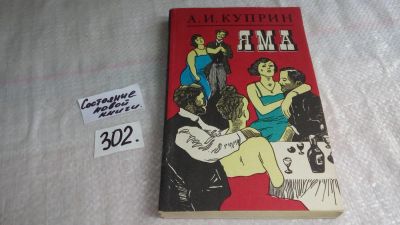 А. И. КУПРИН
ЯМА
Состояние
новой
книги.
302.